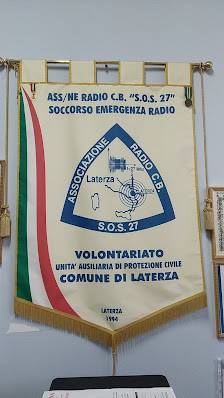 ASS/NE RADIO C.B. "S.O.S. 27"
SOCCORSO EMERGENZA RADIO
ASSOCIAZIONE RADIO C.B.
Laterza
LATERZA
S.O.S. 27
VOLONTARIATO
UNITA' AUSILIARIA DI PROTEZIONE CIVILE
COMUNE DI LATERZA
LATERZA
1994